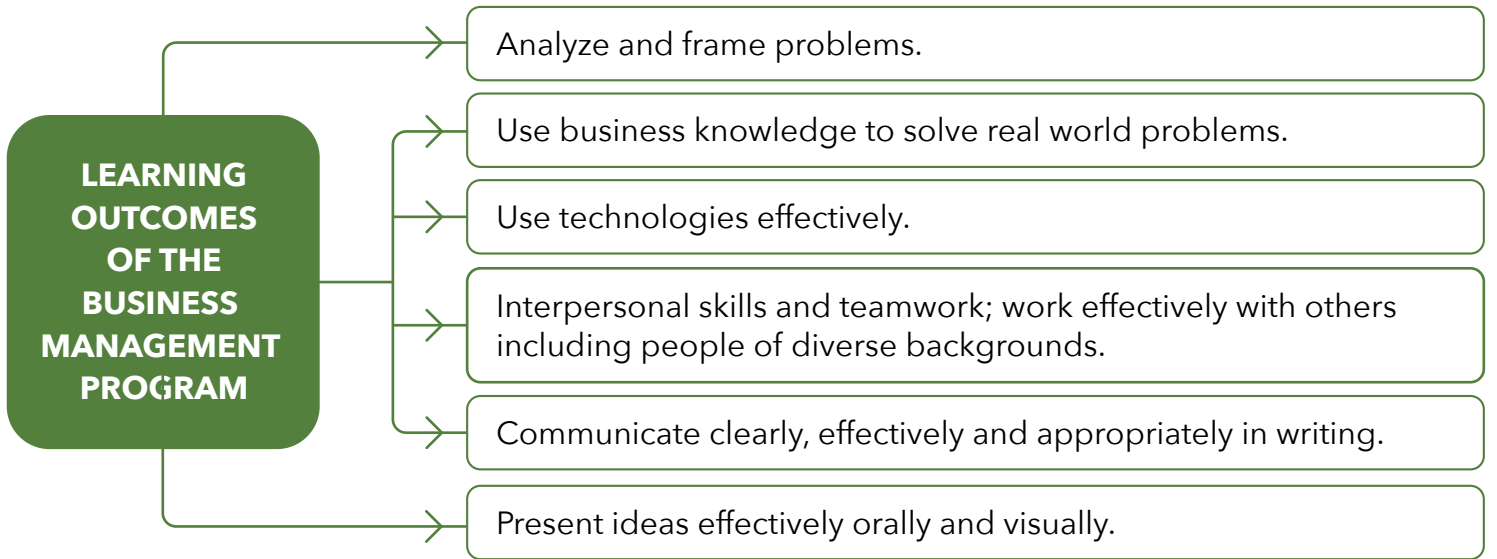 LEARNING
OUTCOMES
OF THE
BUSINESS
MANAGEMENT
PROGRAM
Analyze and frame problems.
Use business knowledge to solve real world problems.
Use technologies effectively.
Interpersonal skills and teamwork; work effectively with others
including people of diverse backgrounds.
Communicate clearly, effectively and appropriately in writing.
Present ideas effectively orally and visually.